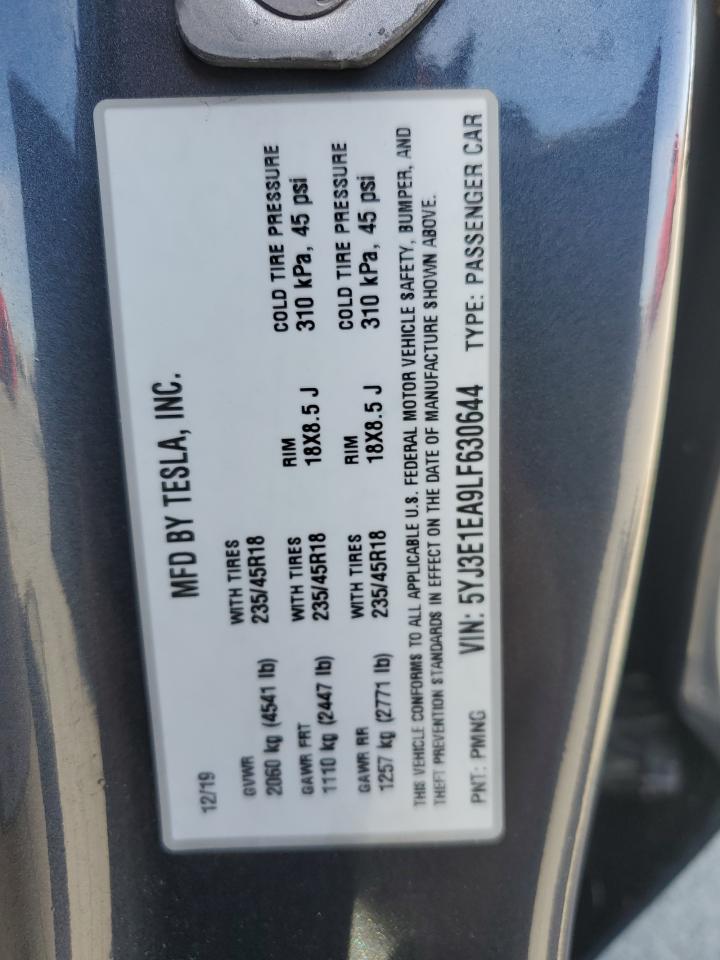 MFD BY TESLA, INC.
12/19
GVWR WITH TIRES
2060 kg (4541 lb) 235/45R18
GAWR FRT WITH TIRES RIM COLD TIRE PRESSURE
1110 kg (2447 lb) 235/45R18 18X8.5 J 310 kPa, 45 psi
GAWR RR WITH TIRES RIM COLD TIRE PRESSURE
1257 kg (2771 lb) 235/45R18 18X8.5 J 310 kPa, 45 psi
THIS VEHICLE CONFORMS TO ALL APPLICABLE U.S. FEDERAL MOTOR VEHICLE SAFETY, BUMPER, AND
THEFT PREVENTION STANDARDS IN EFFECT ON THE DATE OF MANUFACTURE SHOWN ABOVE.
PNT: PMNG VIN: 5YJ3E1EA9LF630644 TYPE: PASSENGER CAR